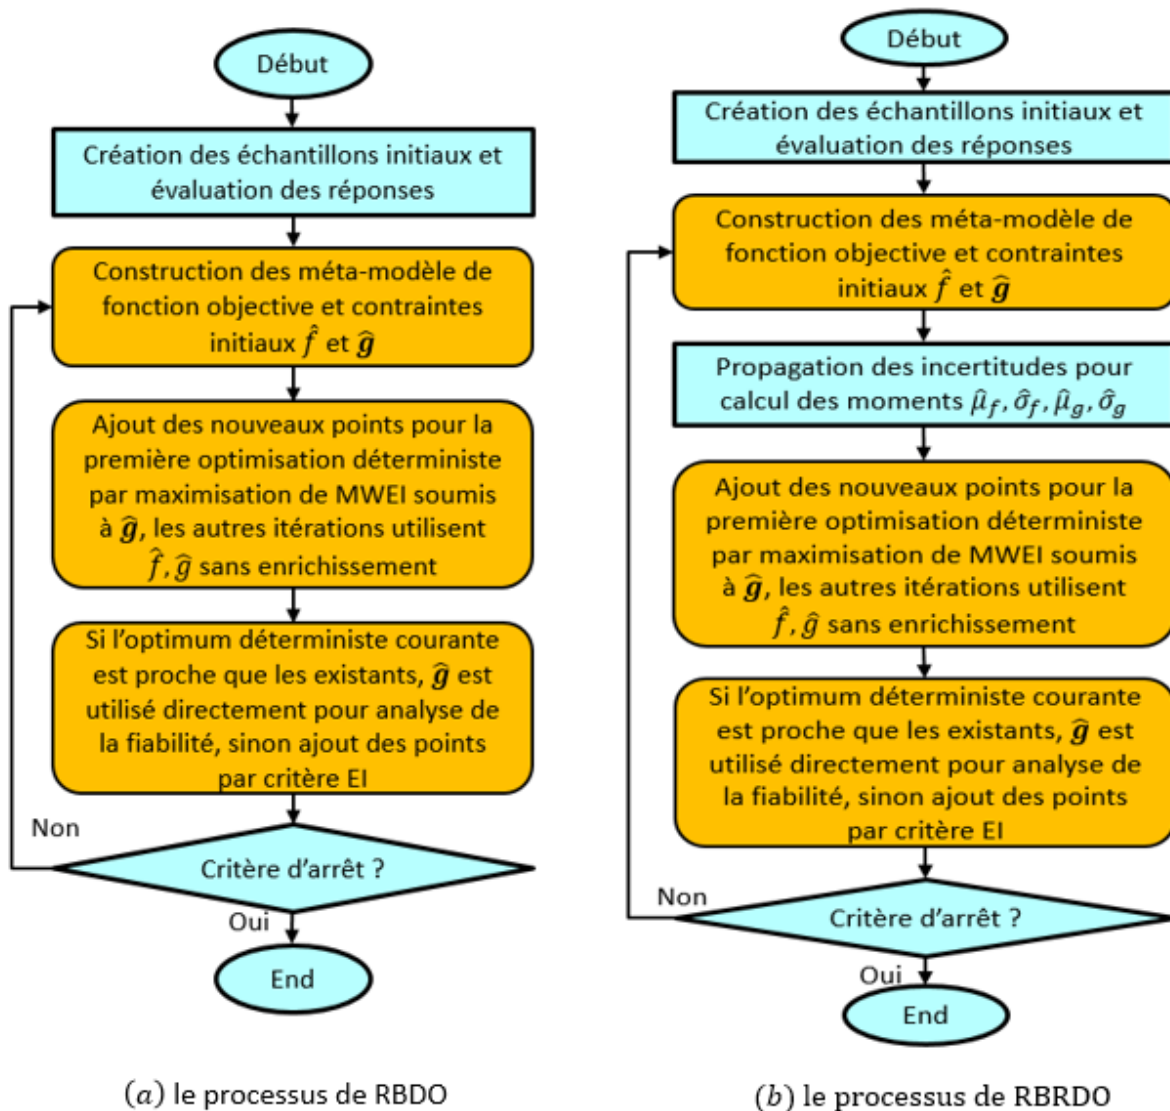 Début
Création des échantillons initiaux et
évaluation des réponses
Construction des méta-modèle de
fonction objective et contraintes
initiaux f̂ et ĝ
Ajout des nouveaux points pour la
première optimisation déterministe
par maximisation de MWEI soumis
à ĝ, les autres itérations utilisent
f̂, ĝ sans enrichissement
Si l'optimum déterministe courante
est proche que les existants, ĝ est
utilisé directement pour analyse de
la fiabilité, sinon ajout des points
par critère EI
Non
Critère d'arrêt ?
Oui
End
(a) le processus de RBDO
Début
Création des échantillons initiaux et
évaluation des réponses
Construction des méta-modèle de
fonction objective et contraintes
initiaux f̂ et ĝ
Propagation des incertitudes pour
calcul des moments μ̂_f, σ̂_f, μ̂_g, σ̂_g
Ajout des nouveaux points pour la
première optimisation déterministe
par maximisation de MWEI soumis
à ĝ, les autres itérations utilisent
f̂, ĝ sans enrichissement
Si l'optimum déterministe courante
est proche que les existants, ĝ est
utilisé directement pour analyse de
la fiabilité, sinon ajout des points
par critère EI
Non
Critère d'arrêt ?
Oui
End
(b) le processus de RBRDO